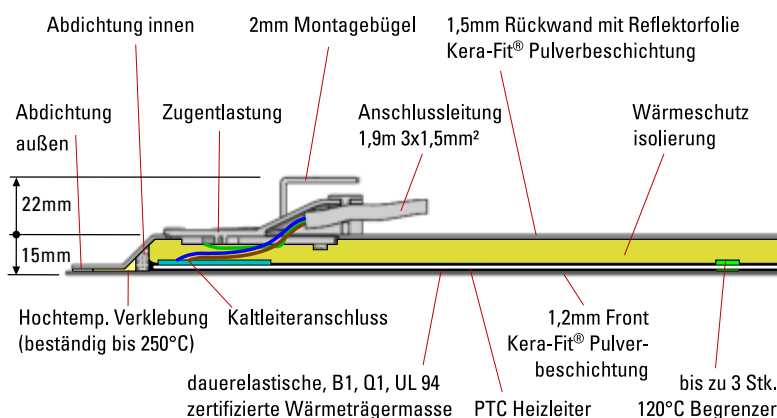 Abdichtung innen
2mm Montagebügel
1,5mm Rückwand mit Reflektorfolie
Kera-Fit® Pulverbeschichtung
Abdichtung
außen
Zugentlastung
Anschlussleitung
1,9m 3x1,5mm²
Wärmeschutz
isolierung
22mm
15mm
Hochtemp. Verklebung
(beständig bis 250°C)
Kaltleiteranschluss
1,2mm Front
Kera-Fit® Pulver-
beschichtung
dauerelastische, B1, Q1, UL 94
zertifizierte Wärmeträgermasse
PTC Heizleiter
bis zu 3 Stk.
120°C Begrenzer